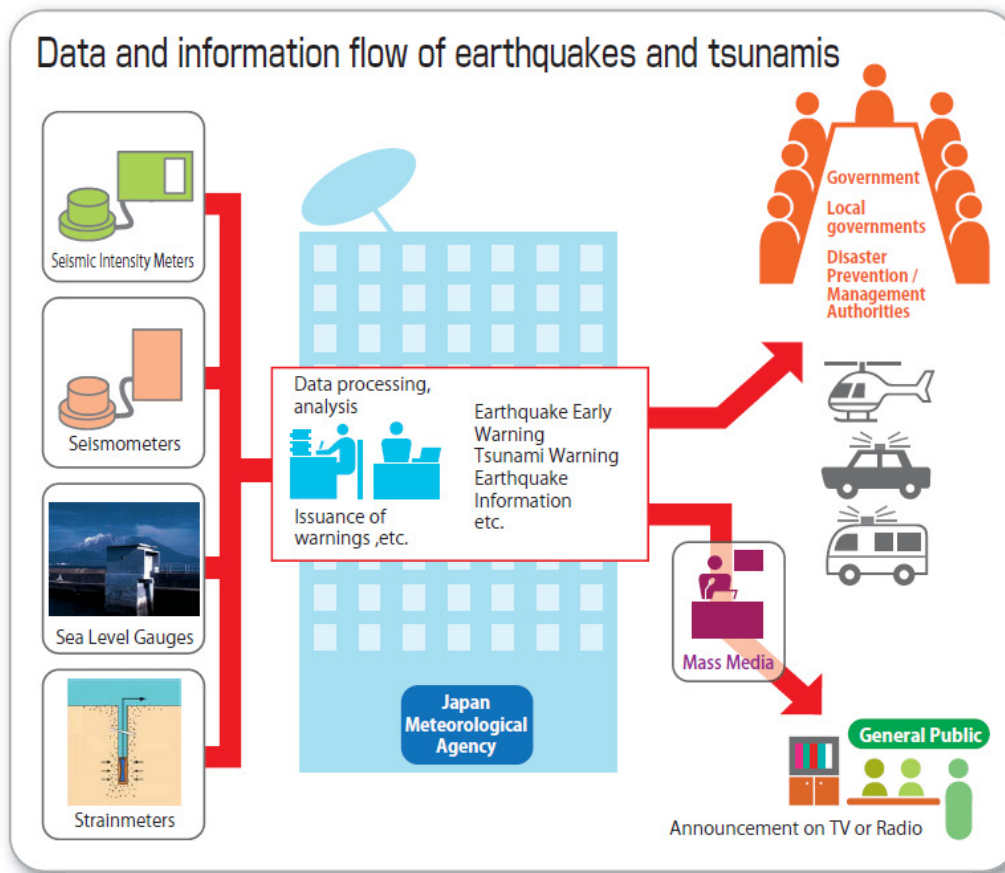 Data and information flow of earthquakes and tsunamis
Seismic Intensity Meters
Seismometers
Sea Level Gauges
Strainmeters
Data processing,
analysis
Issuance of
warnings ,etc.
Earthquake Early
Warning
Tsunami Warning
Earthquake
Information
etc.
Japan
Meteorological
Agency
Government
Local
governments
Disaster
Prevention /
Management
Authorities
Mass Media
General Public
Announcement on TV or Radio